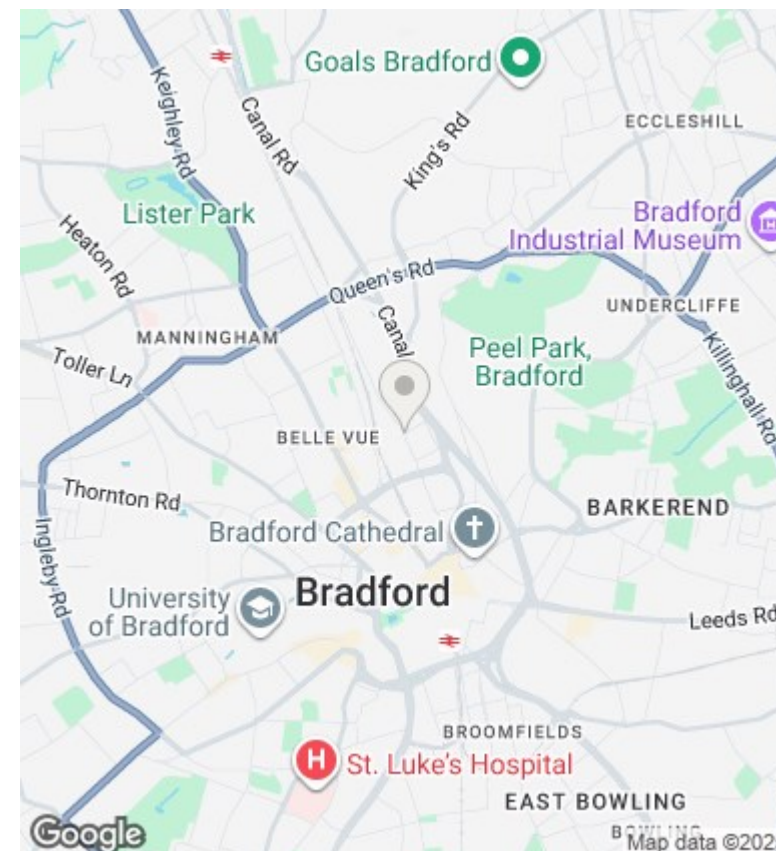 Goals Bradford
Keighley Rd
Canal Rd
King's Rd
ECCLESHILL
Lister Park
Bradford
Industrial Museum
Heaton Rd
Queen's Rd
UNDERCLIFFE
MANNINGHAM
Canal
Peel Park,
Bradford
Killinghall Rd
Toller Ln
BELLE VUE
Thornton Rd
BARKEREND
Bradford Cathedral
Ingleby Rd
Bradford
University
of Bradford
Leeds Rd
BROOMFIELDS
H
St. Luke's Hospital
EAST BOWLING
BOWLING
Google
Map data ©202